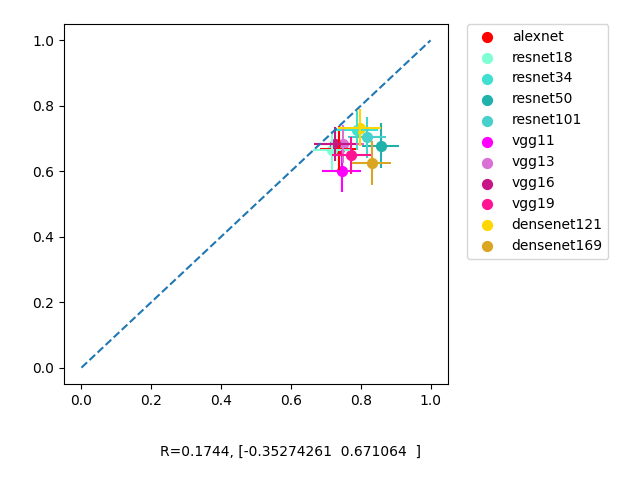 1.0
0.8
0.6
0.4
0.2
0.0
0.0 0.2 0.4 0.6 0.8 1.0
alexnet
resnet18
resnet34
resnet50
resnet101
vgg11
vgg13
vgg16
vgg19
densenet121
densenet169
R=0.1744, [-0.35274261  0.671064  ]